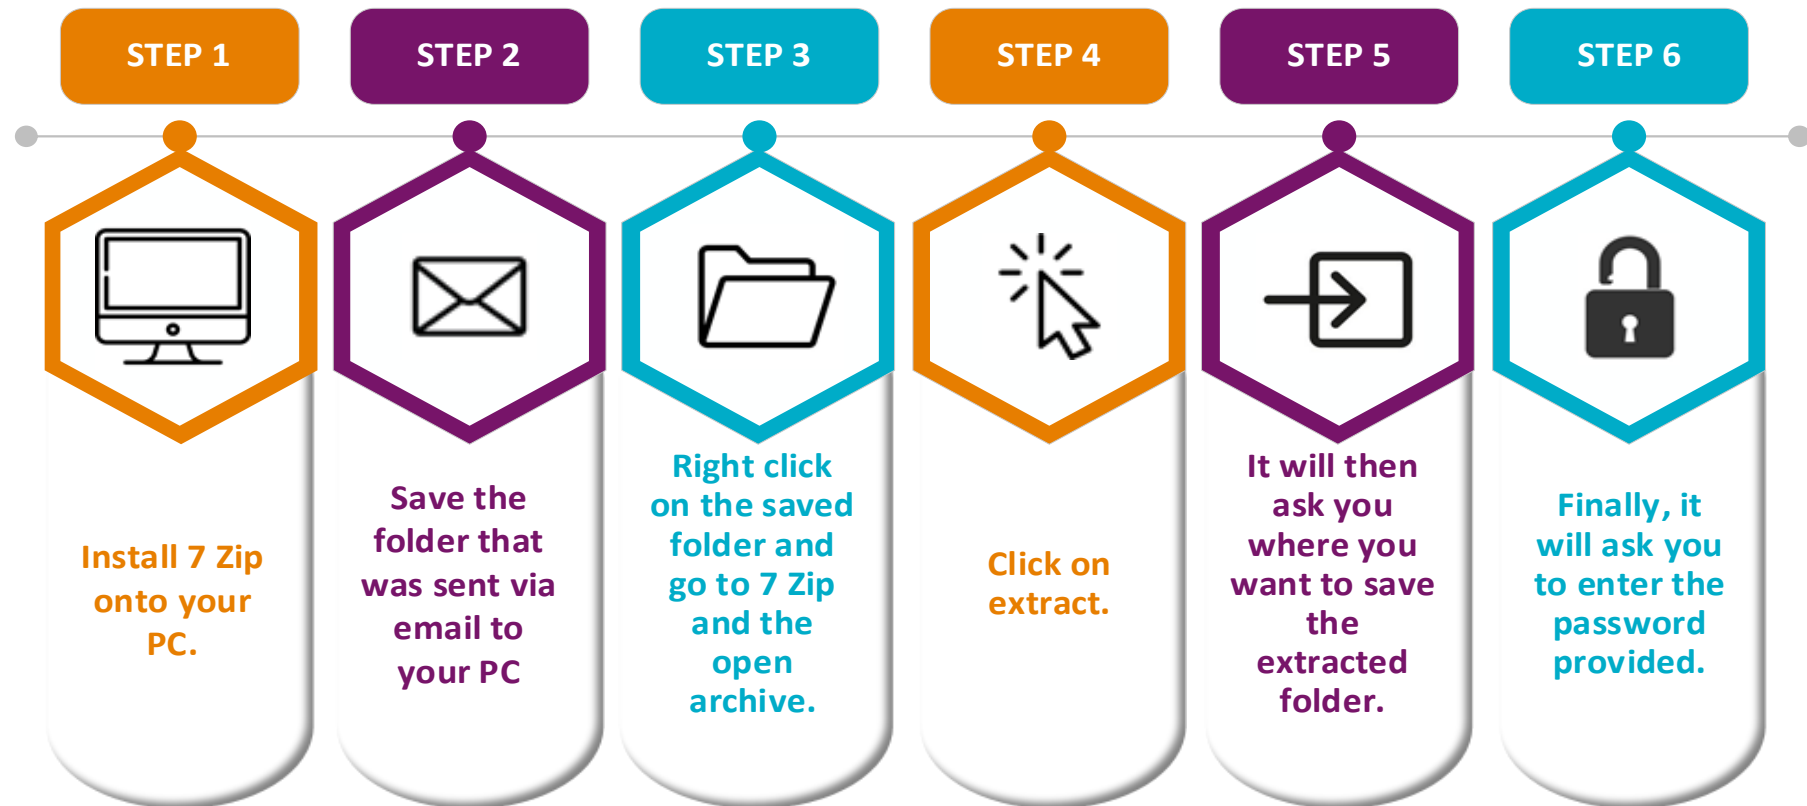 STEP 1
STEP 2
STEP 3
STEP 4
STEP 5
STEP 6
Install 7 Zip
onto your
PC.
Save the
folder that
was sent via
email to
your PC
Right click
on the saved
folder and
go to 7 Zip
and the
open
archive.
Click on
extract.
It will then
ask you
where you
want to save
the
extracted
folder.
Finally, it
will ask you
to enter the
password
provided.